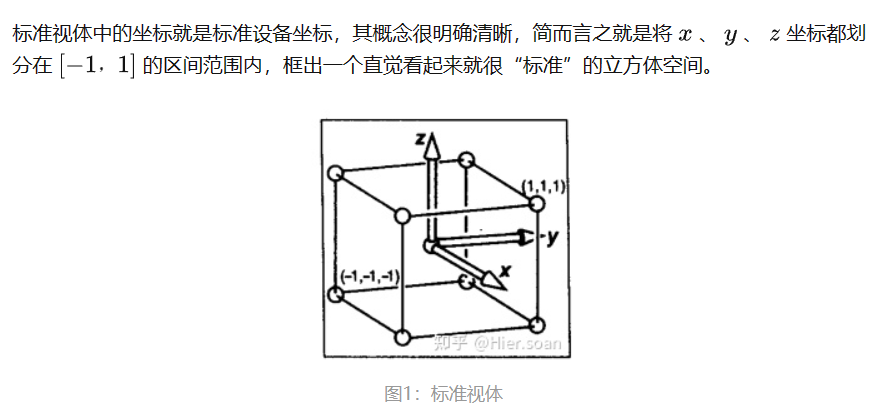 标准视体中的坐标就是标准设备坐标，其概念很明确清晰，简而言之就是将 x 、 y 、 z 坐标都划
分在 [−1，1] 的区间范围内，框出一个直觉看起来就很“标准”的立方体空间。
z
(1,1,1)
y
x
(-1,-1,-1)
知乎 @Hier.soan
图1：标准视体